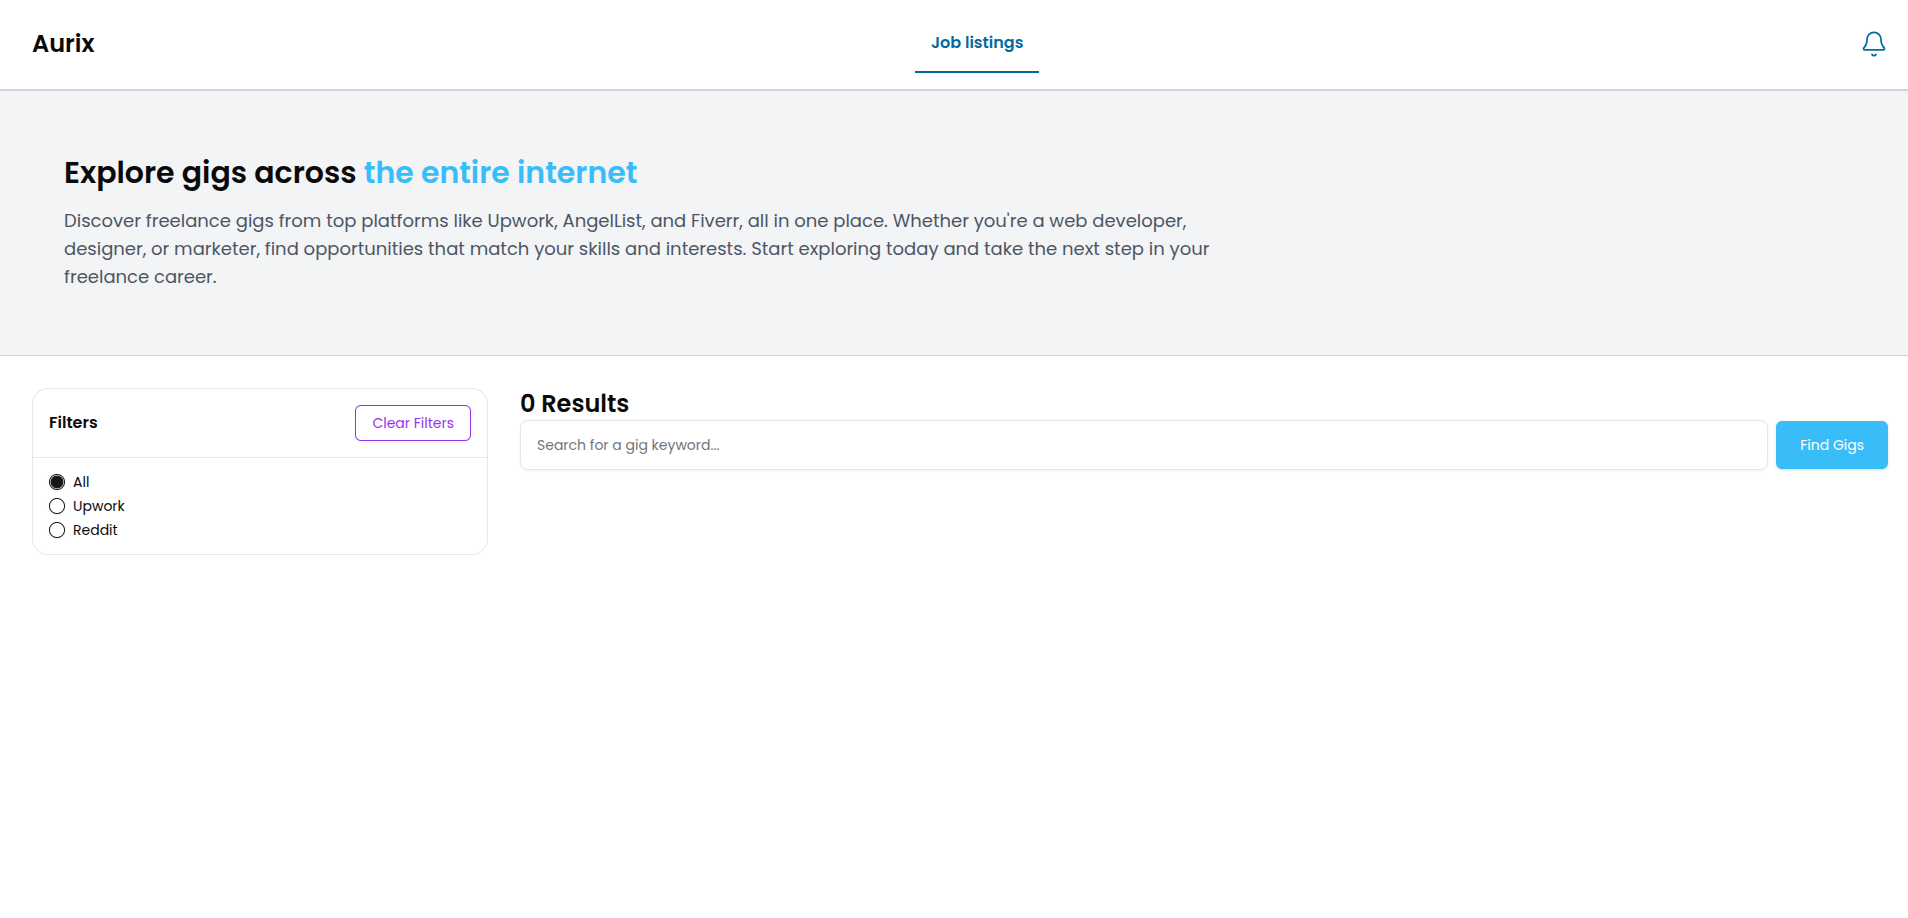 Aurix
Job listings
Explore gigs across the entire internet
Discover freelance gigs from top platforms like Upwork, AngelList, and Fiverr, all in one place. Whether you're a web developer,
designer, or marketer, find opportunities that match your skills and interests. Start exploring today and take the next step in your
freelance career.
Filters
Clear Filters
All
Upwork
Reddit
0 Results
Search for a gig keyword...
Find Gigs